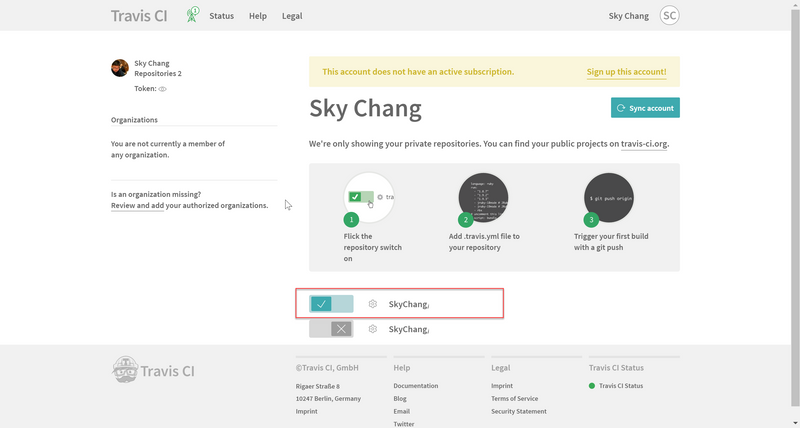 Travis CI
1
Status
Help
Legal
Sky Chang
SC
Sky Chang
Repositories 2
Token:
Organizations
You are not currently a member of
any organization.
Is an organization missing?
Review and add your authorized organizations.
This account does not have an active subscription.
Sign up this account!
Sky Chang
Sync account
We're only showing your private repositories. You can find your public projects on travis-ci.org.
tra
1
Flick the
repository switch
on
language: ruby
2
Add .travis.yml file to
your repository
$ git push origin
3
Trigger your first build
with a git push
SkyChang/
SkyChang/
Travis CI
©Travis CI, GmbH
Rigaer Straße 8
10247 Berlin, Germany
Imprint
Help
Documentation
Blog
Email
Twitter
Legal
Imprint
Terms of Service
Security Statement
Travis CI Status
Travis CI Status